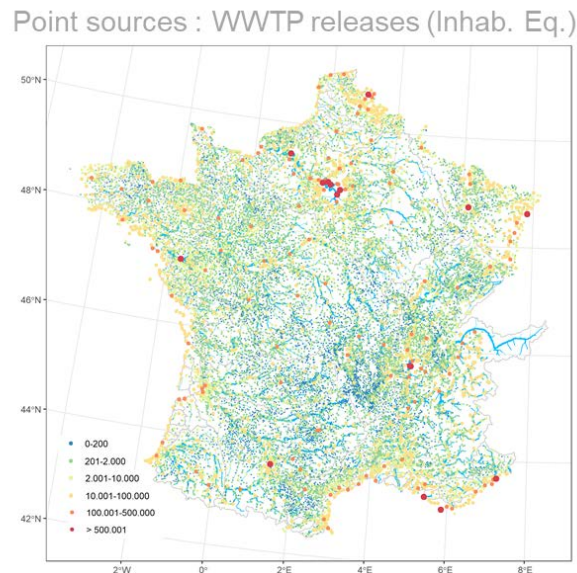 Point sources : WWTP releases (Inhab. Eq.)
50°N
48°N
46°N
44°N
42°N
0-200
201-2.000
2.001-10.000
10.001-100.000
100.001-500.000
> 500.001
2°W
0°
2°E
4°E
6°E
8°E